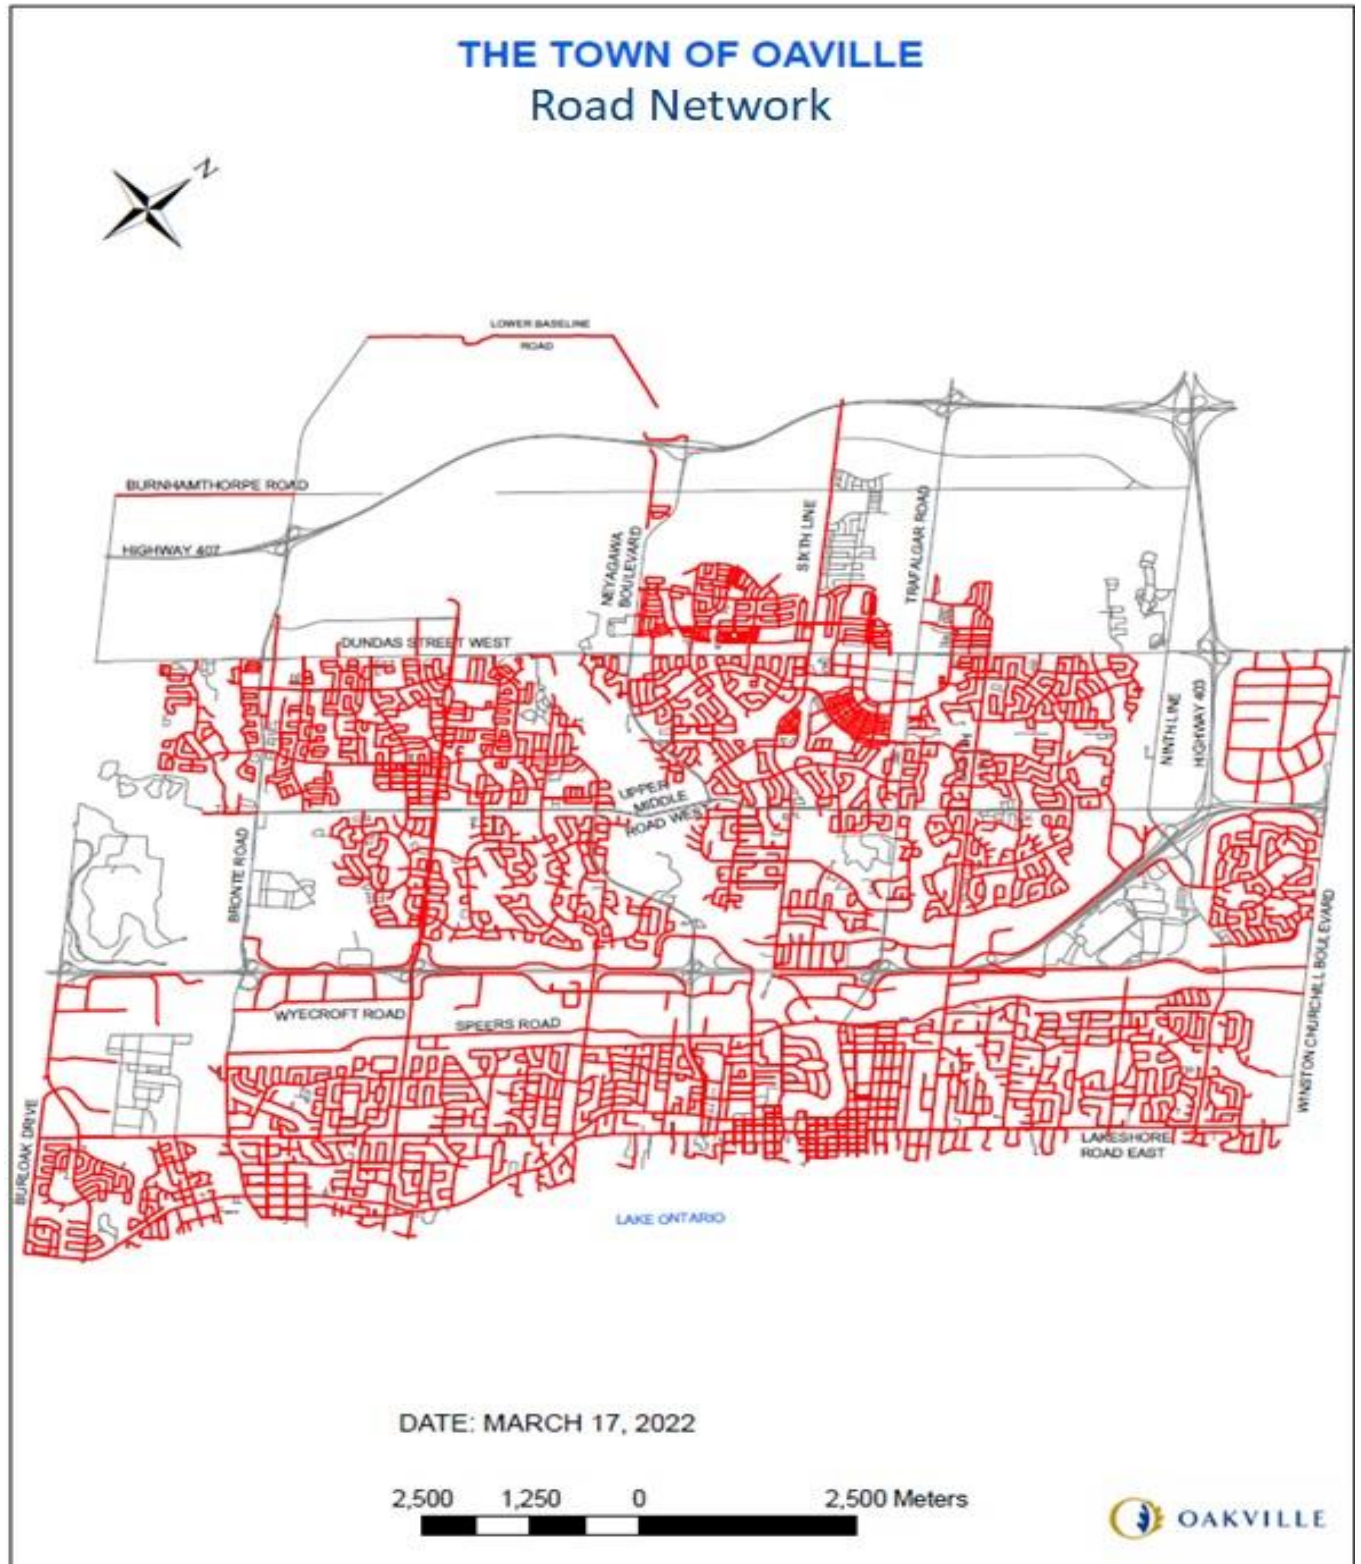 THE TOWN OF OAVILLE
Road Network
N
LOWER BASELINE
ROAD
BURNHAMTHORPE ROAD
HIGHWAY 407
NEYAGAWA
BOULEVARD
SIXTH LINE
TRAFALGAR ROAD
DUNDAS STREET WEST
NINTH LINE
HIGHWAY 403
UPPER
MIDDLE
ROAD WEST
BRONTE ROAD
WINSTON CHURCHILL BOULEVARD
WYECROFT ROAD
SPEERS ROAD
BURLOAK DRIVE
LAKESHORE
ROAD EAST
LAKE ONTARIO
DATE: MARCH 17, 2022
2,500 1,250 0 2,500 Meters
OAKVILLE